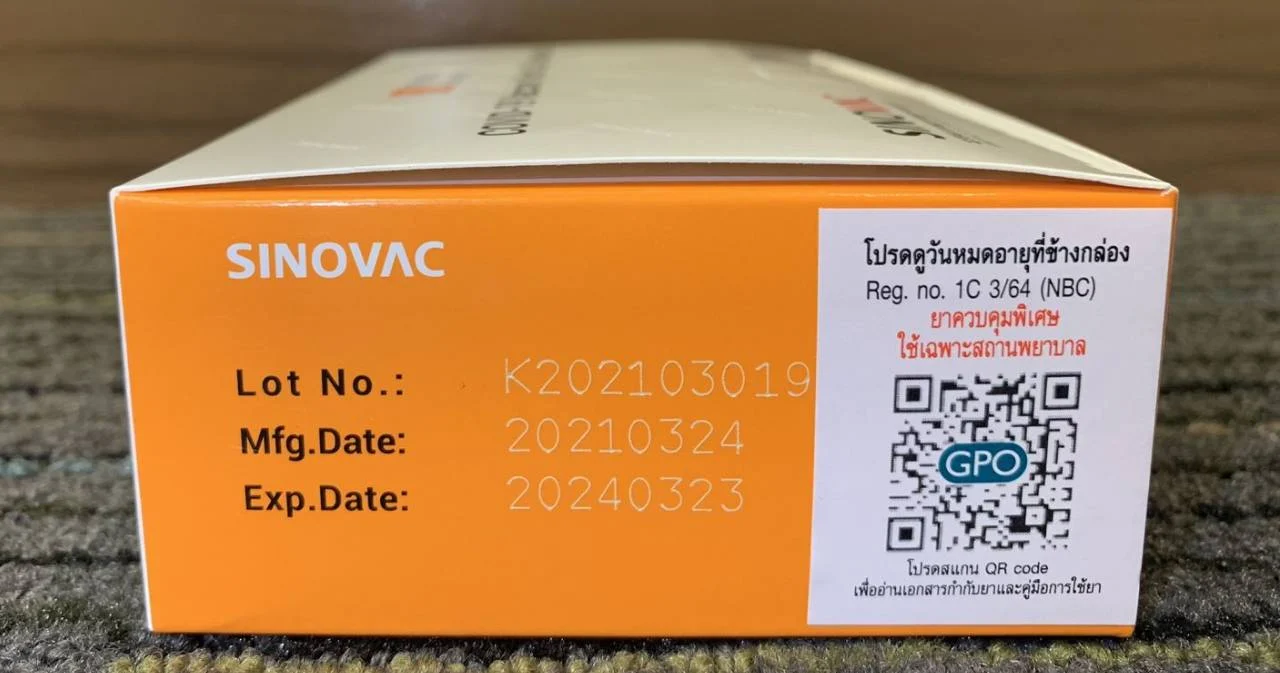 COVID-19
SINOVAC
SINOVAC
Lot No.: K202103019
Mfg.Date: 20210324
Exp.Date: 20240323
โปรดดูวันหมดอายุที่ข้างกล่อง
Reg. no. 1C 3/64 (NBC)
ยาควบคุมพิเศษ
ใช้เฉพาะสถานพยาบาล
GPO
โปรดสแกน QR code
เพื่ออ่านเอกสารกำกับยาและคู่มือการใช้ยา